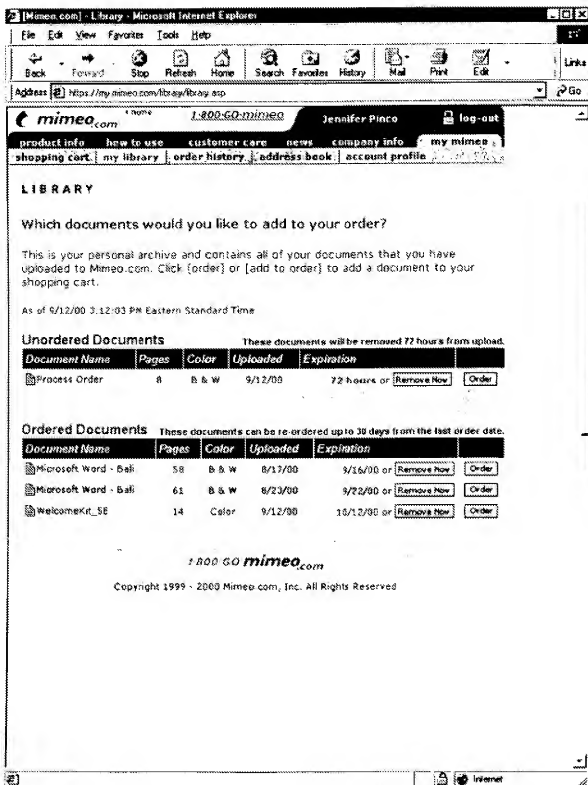 [Mimeo.com] - Library - Microsoft Internet Explorer
File Edit View Favorites Tools Help
Back Forward Stop Refresh Home Search Favorites History Mail Print Edit Links
Address https://my.mimeo.com/library/library.asp Go
mimeo.com home 1-800-GO-mimeo Jennifer Pinco log-out
product info how to use customer care news company info my mimeo
shopping cart my library order history address book account profile
LIBRARY
Which documents would you like to add to your order?
This is your personal archive and contains all of your documents that you have
uploaded to Mimeo.com. Click [order] or [add to order] to add a document to your
shopping cart.
As of 9/12/00 3:12:03 PM Eastern Standard Time
Unordered Documents These documents will be removed 72 hours from upload.
Document Name Pages Color Uploaded Expiration
Process Order 8 B & W 9/12/00 72 hours or Remove Now Order
Ordered Documents These documents can be re-ordered up to 30 days from the last order date.
Document Name Pages Color Uploaded Expiration
Microsoft Word - Bali 58 B & W 8/17/00 9/16/00 or Remove Now Order
Microsoft Word - Bali 61 B & W 8/23/00 9/22/00 or Remove Now Order
WelcomeKit_SE 14 Color 9/12/00 10/12/00 or Remove Now Order
1 800 GO mimeo.com
Copyright 1999 - 2000 Mimeo.com, Inc. All Rights Reserved
Internet